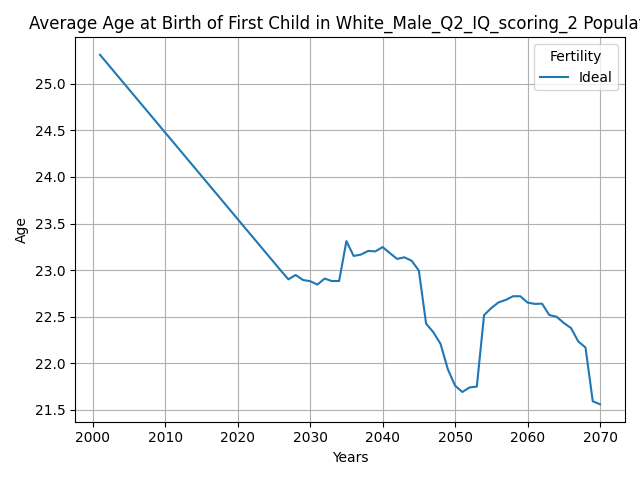 Average Age at Birth of First Child in White_Male_Q2_IQ_scoring_2
Fertility
Ideal
25.0
24.5
24.0
23.5
23.0
22.5
22.0
21.5
Age
2000 2010 2020 2030 2040 2050 2060 2070
Years